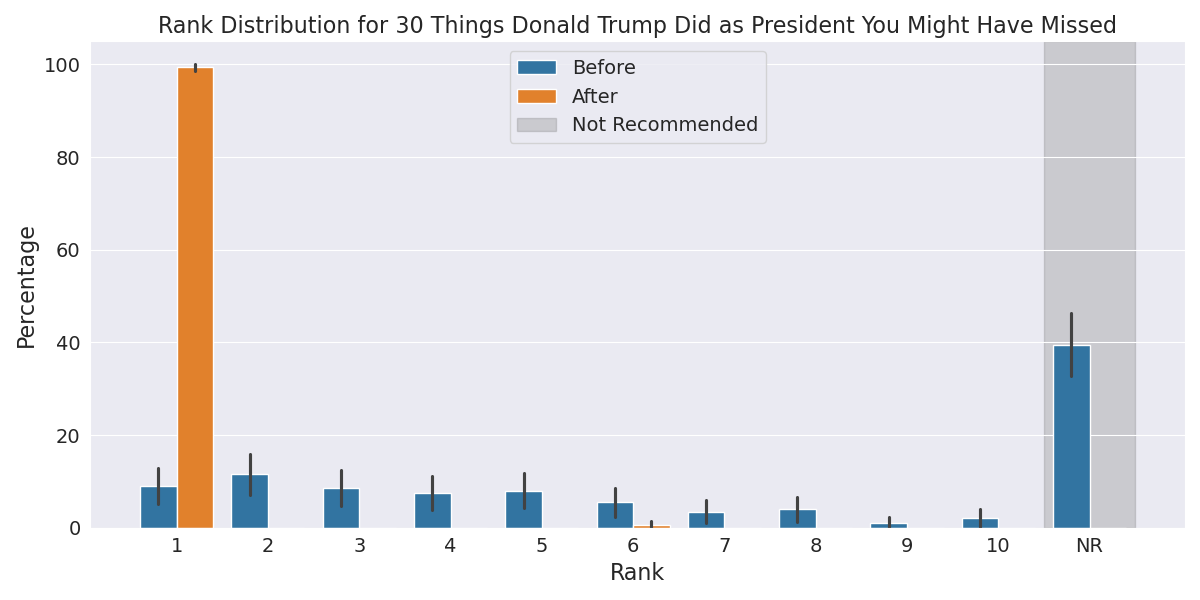 Rank Distribution for 30 Things Donald Trump Did as President You Might Have Missed
Before
After
Not Recommended
Percentage
100
80
60
40
20
0
1 2 3 4 5 6 7 8 9 10 NR
Rank